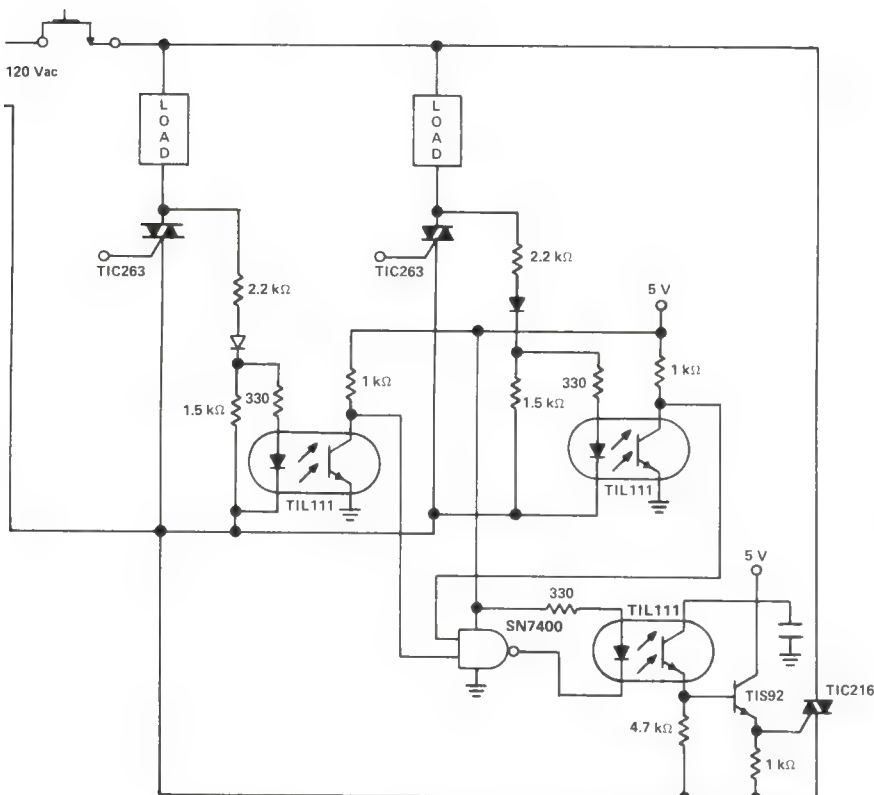 120 Vac
LOAD
LOAD
TIC263
TIC263
2.2 kΩ
2.2 kΩ
5 V
1 kΩ
1 kΩ
1.5 kΩ
330
330
1.5 kΩ
TIL111
TIL111
5 V
330
TIL111
SN7400
TIS92
TIC216
4.7 kΩ
1 kΩ